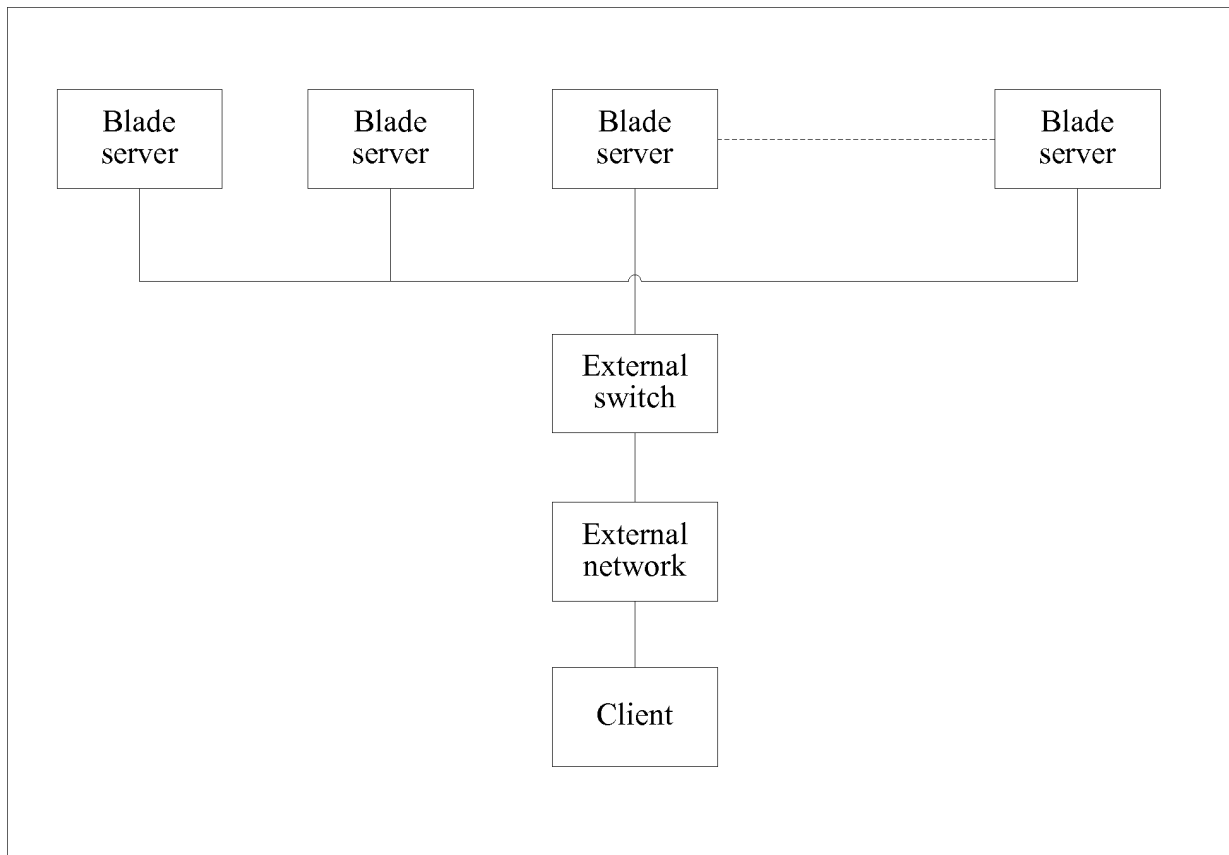 Blade
server
Blade
server
Blade
server
Blade
server
External
switch
External
network
Client